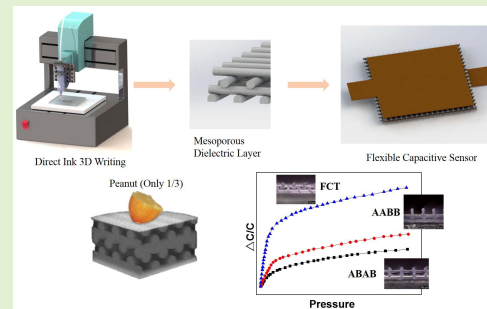 Direct Ink 3D Writing
Mesoporous
Dielectric Layer
Flexible Capacitive Sensor
Peanut (Only 1/3)
FCT
AABB
ABAB
△C/C
Pressure